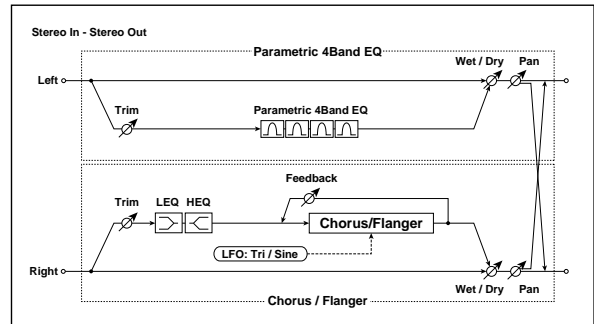 Stereo In - Stereo Out
Parametric 4Band EQ
Wet / Dry Pan
Left
Trim
Parametric 4Band EQ
Feedback
Trim LEQ HEQ
Chorus/Flanger
LFO: Tri / Sine
Right
Wet / Dry Pan
Chorus / Flanger